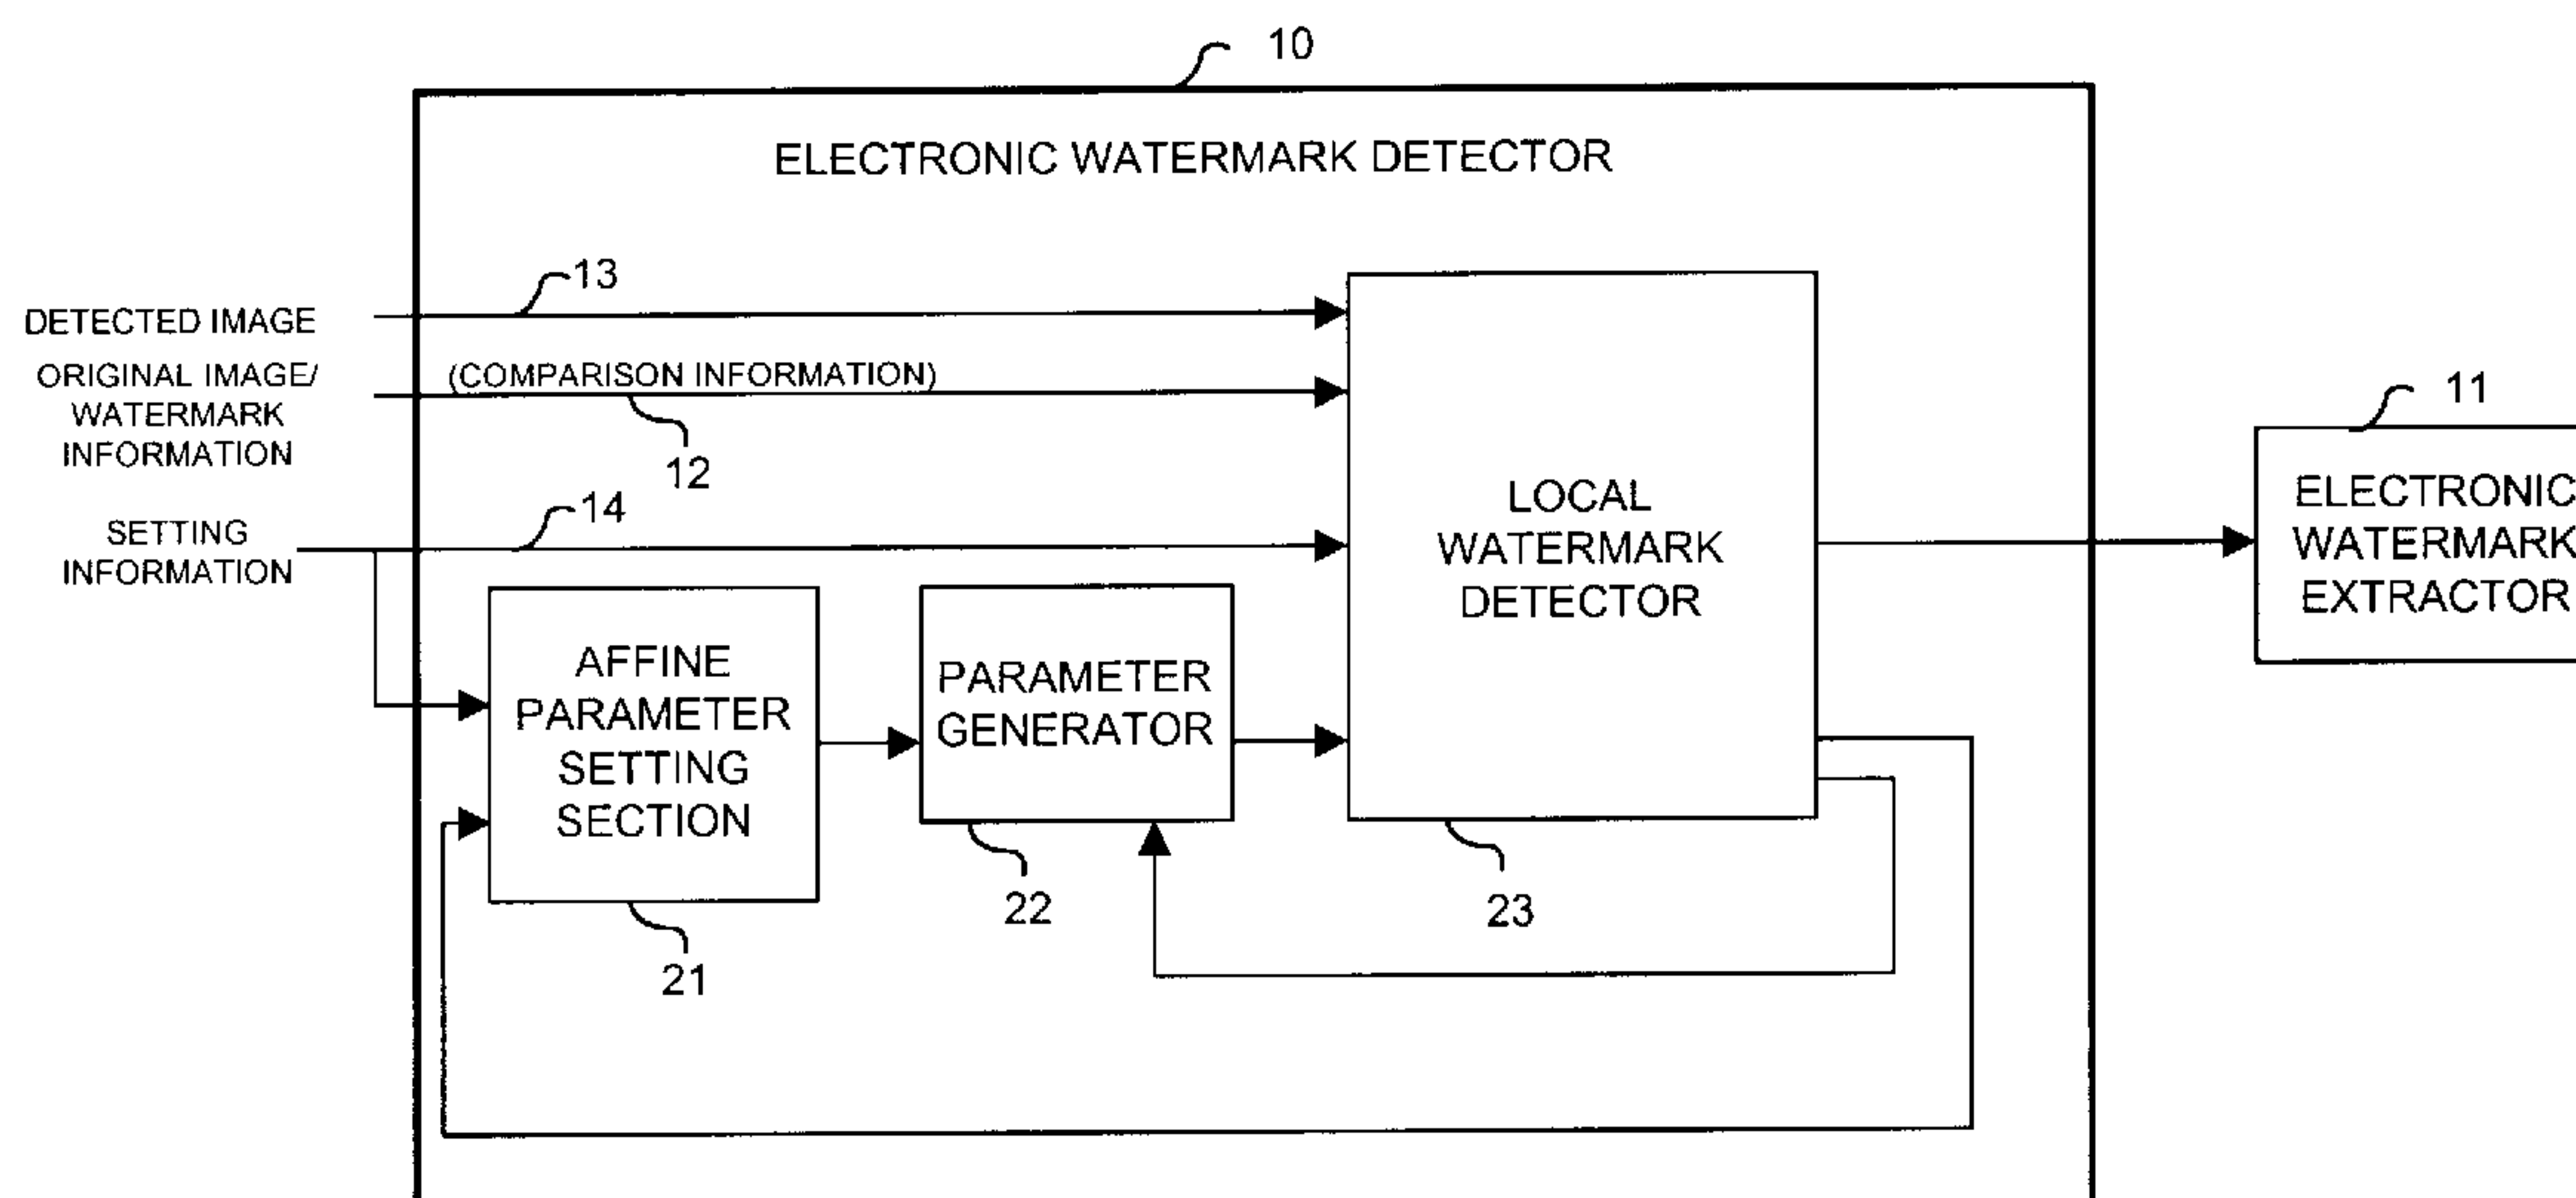 10
ELECTRONIC WATERMARK DETECTOR
13
DETECTED IMAGE
ORIGINAL IMAGE/
WATERMARK
INFORMATION
(COMPARISON INFORMATION)
12
14
SETTING
INFORMATION
AFFINE
PARAMETER
SETTING
SECTION
21
PARAMETER
GENERATOR
22
LOCAL
WATERMARK
DETECTOR
23
11
ELECTRONIC
WATERMARK
EXTRACTOR